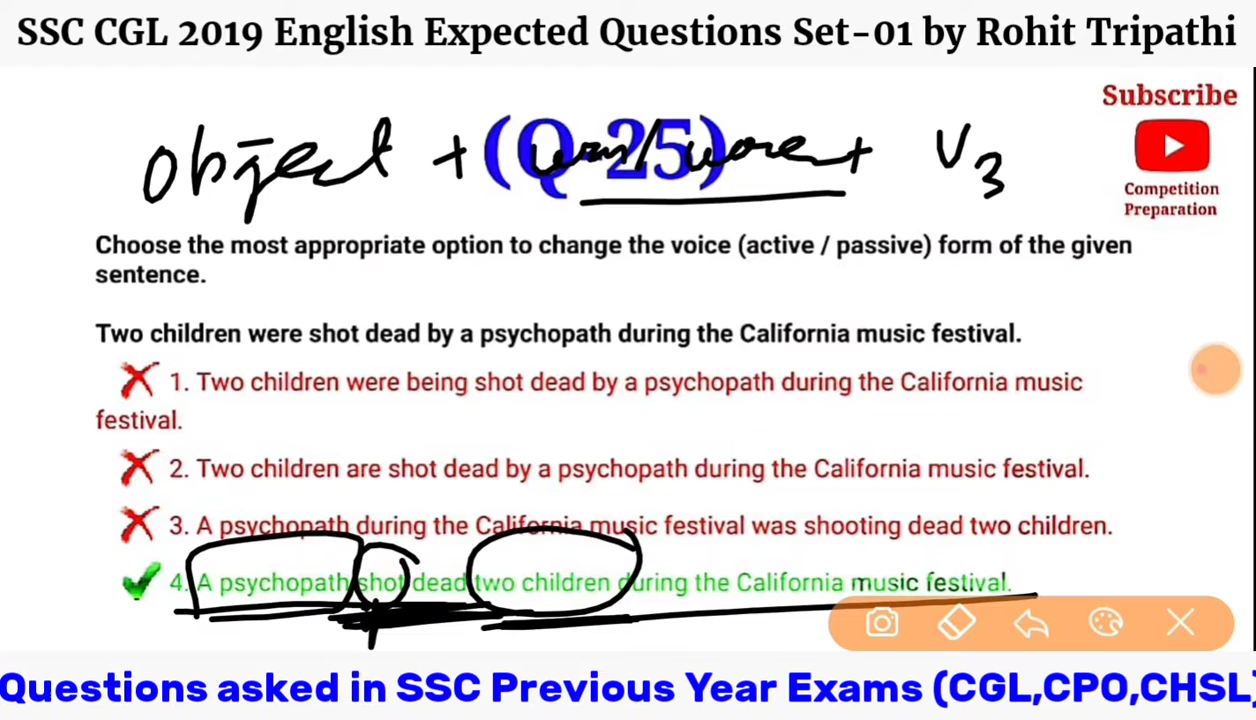 SSC CGL 2019 English Expected Questions Set-01 by Rohit Tripathi
Subscribe
object + (Q-25) was/were + V3
Competition
Preparation
Choose the most appropriate option to change the voice (active / passive) form of the given
sentence.
Two children were shot dead by a psychopath during the California music festival.
1. Two children were being shot dead by a psychopath during the California music
festival.
2. Two children are shot dead by a psychopath during the California music festival.
3. A psychopath during the California music festival was shooting dead two children.
4. A psychopath shot dead two children during the California music festival.
Questions asked in SSC Previous Year Exams (CGL,CPO,CHSL)